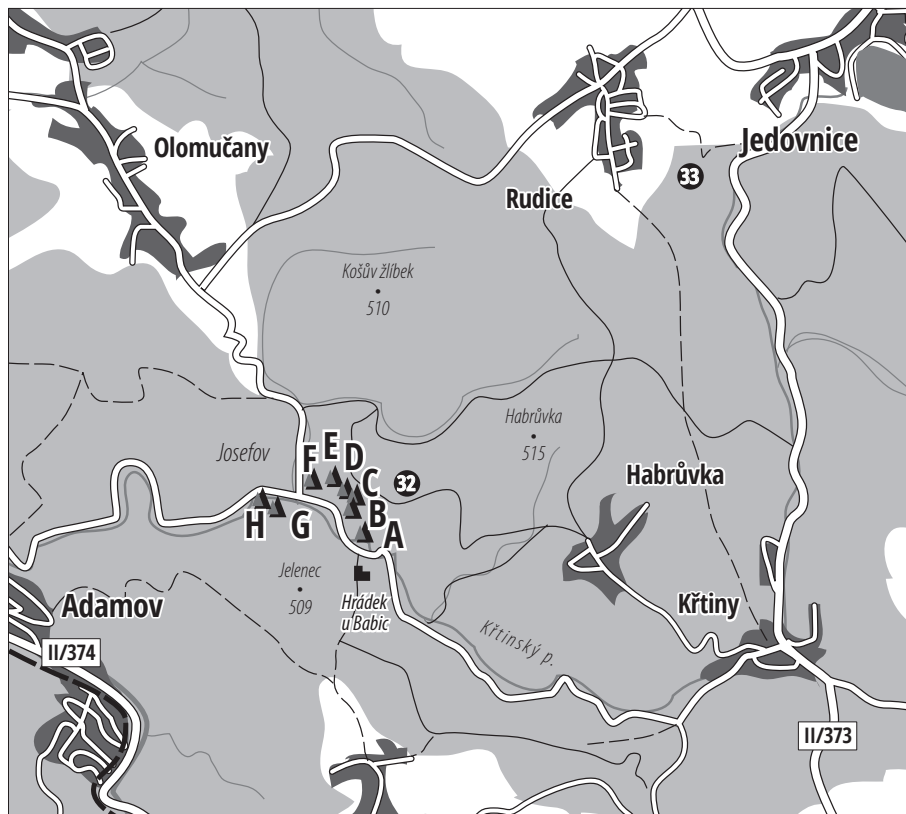 Olomučany
Jedovnice
33
Rudice
Košův žlíbek
510
Habrůvka
515
E
D
F
Josefov
C
32
Habrůvka
B
H
G
A
Jelenec
509
Hrádek
u Babic
Adamov
Křtiny
Křtinský p.
II/374
II/373